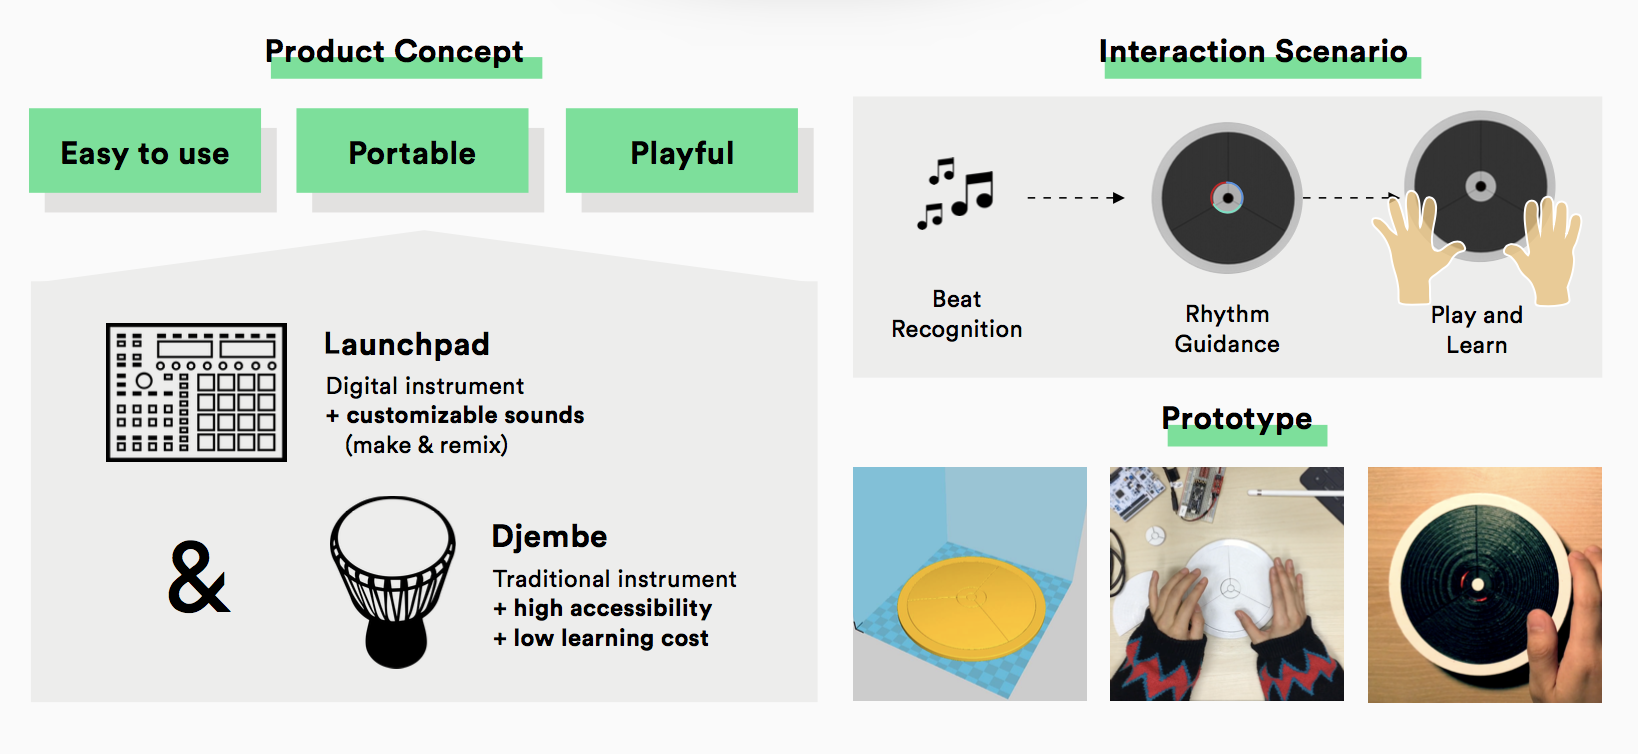 Product Concept
Easy to use
Portable
Playful
Launchpad
Digital instrument
+ customizable sounds
(make & remix)
&
Djembe
Traditional instrument
+ high accessibility
+ low learning cost
Interaction Scenario
Beat
Recognition
Rhythm
Guidance
Play and
Learn
Prototype